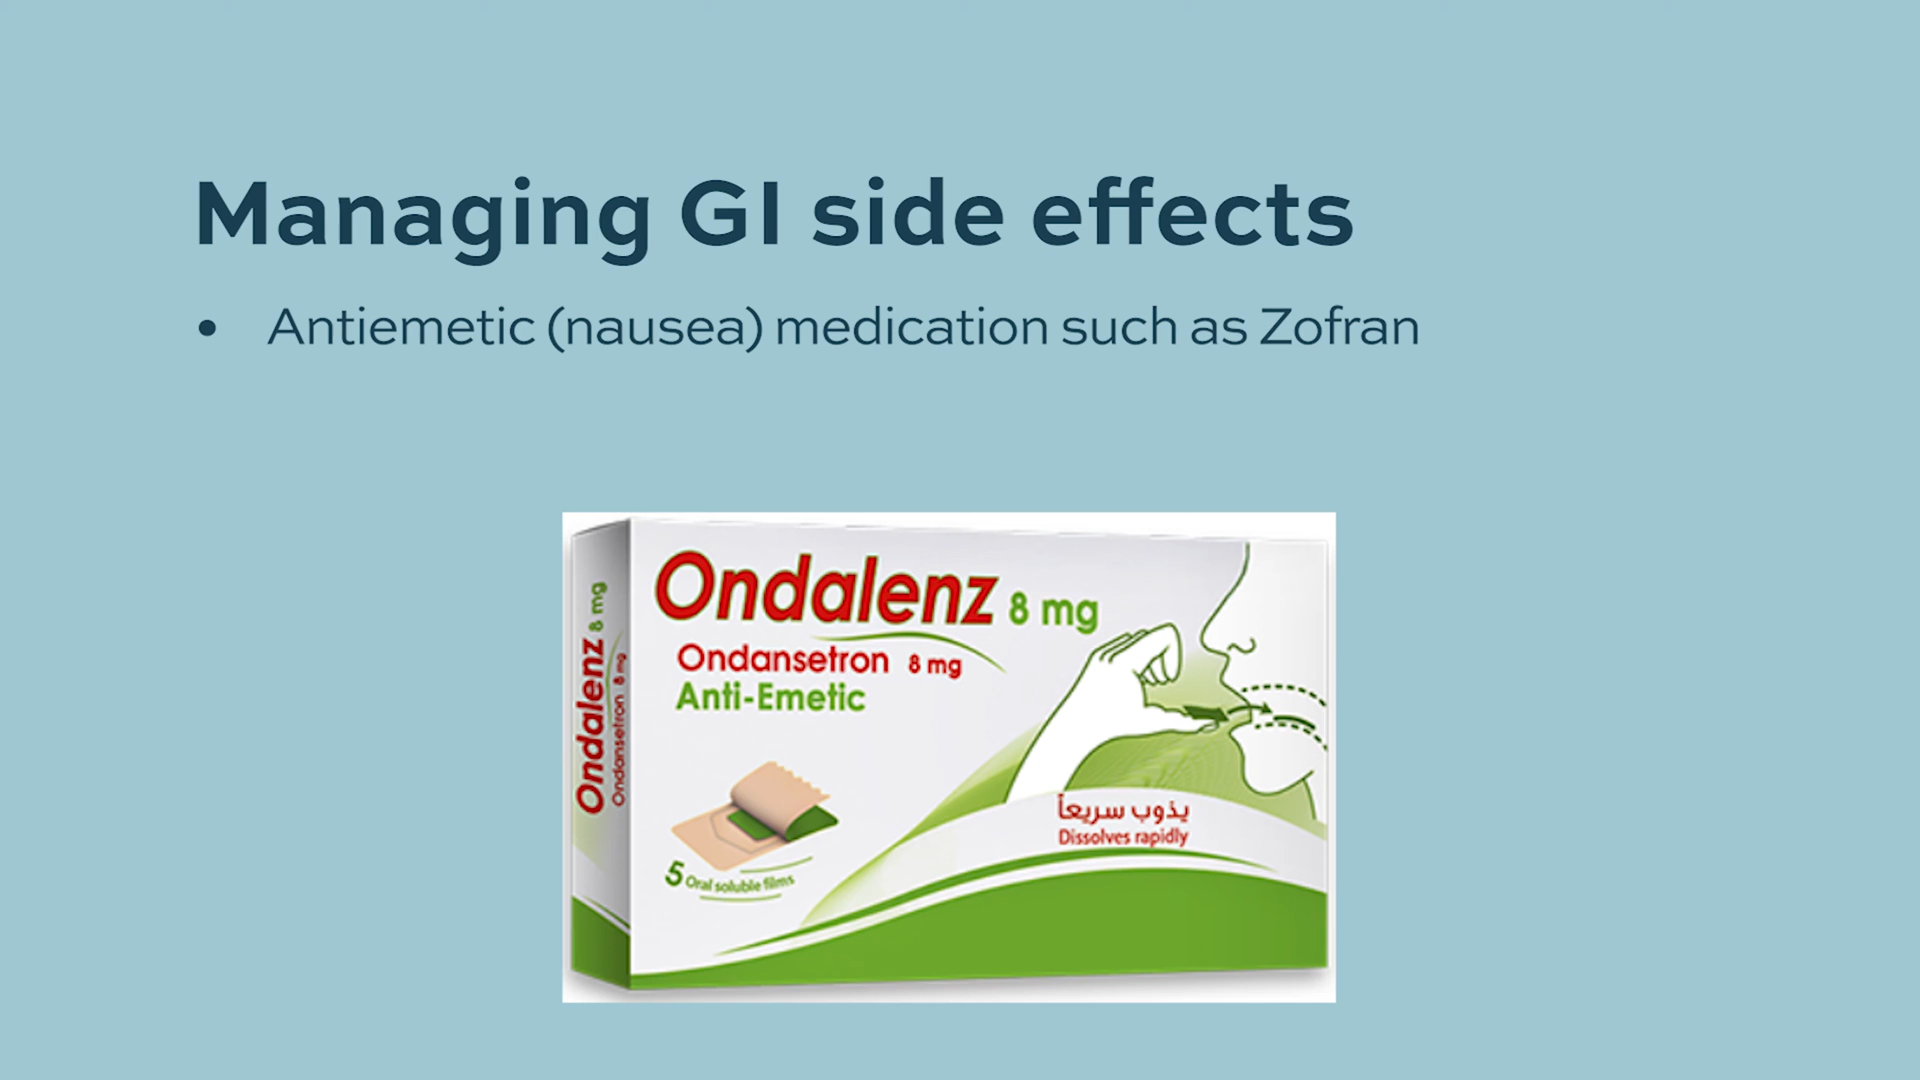 Managing GI side effects
• Antiemetic (nausea) medication such as Zofran
Ondalenz 8 mg
Ondansetron 8 mg
Anti-Emetic
Ondalenz 8 mg
Ondansetron 8 mg
يذوب سريعاً
Dissolves rapidly
5 Oral soluble films